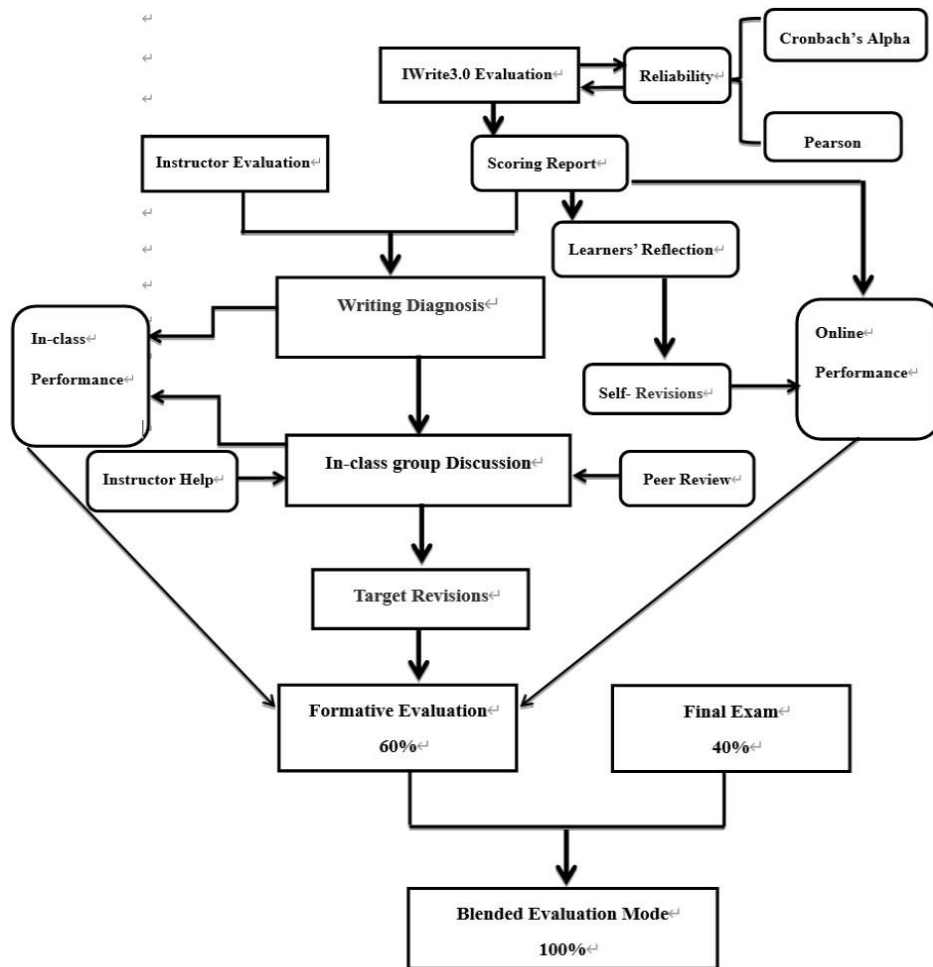 Cronbach's Alpha↵
IWrite3.0 Evaluation↵
Reliability↵
Pearson↵
Instructor Evaluation↵
Scoring Report↵
Learners' Reflection↵
Writing Diagnosis↵
In-class↵
Performance↵
Online↵
Performance↵
Self- Revisions↵
In-class group Discussion↵
Instructor Help↵
Peer Review↵
Target Revisions↵
Formative Evaluation↵
60%↵
Final Exam↵
40%↵
Blended Evaluation Mode↵
100%↵